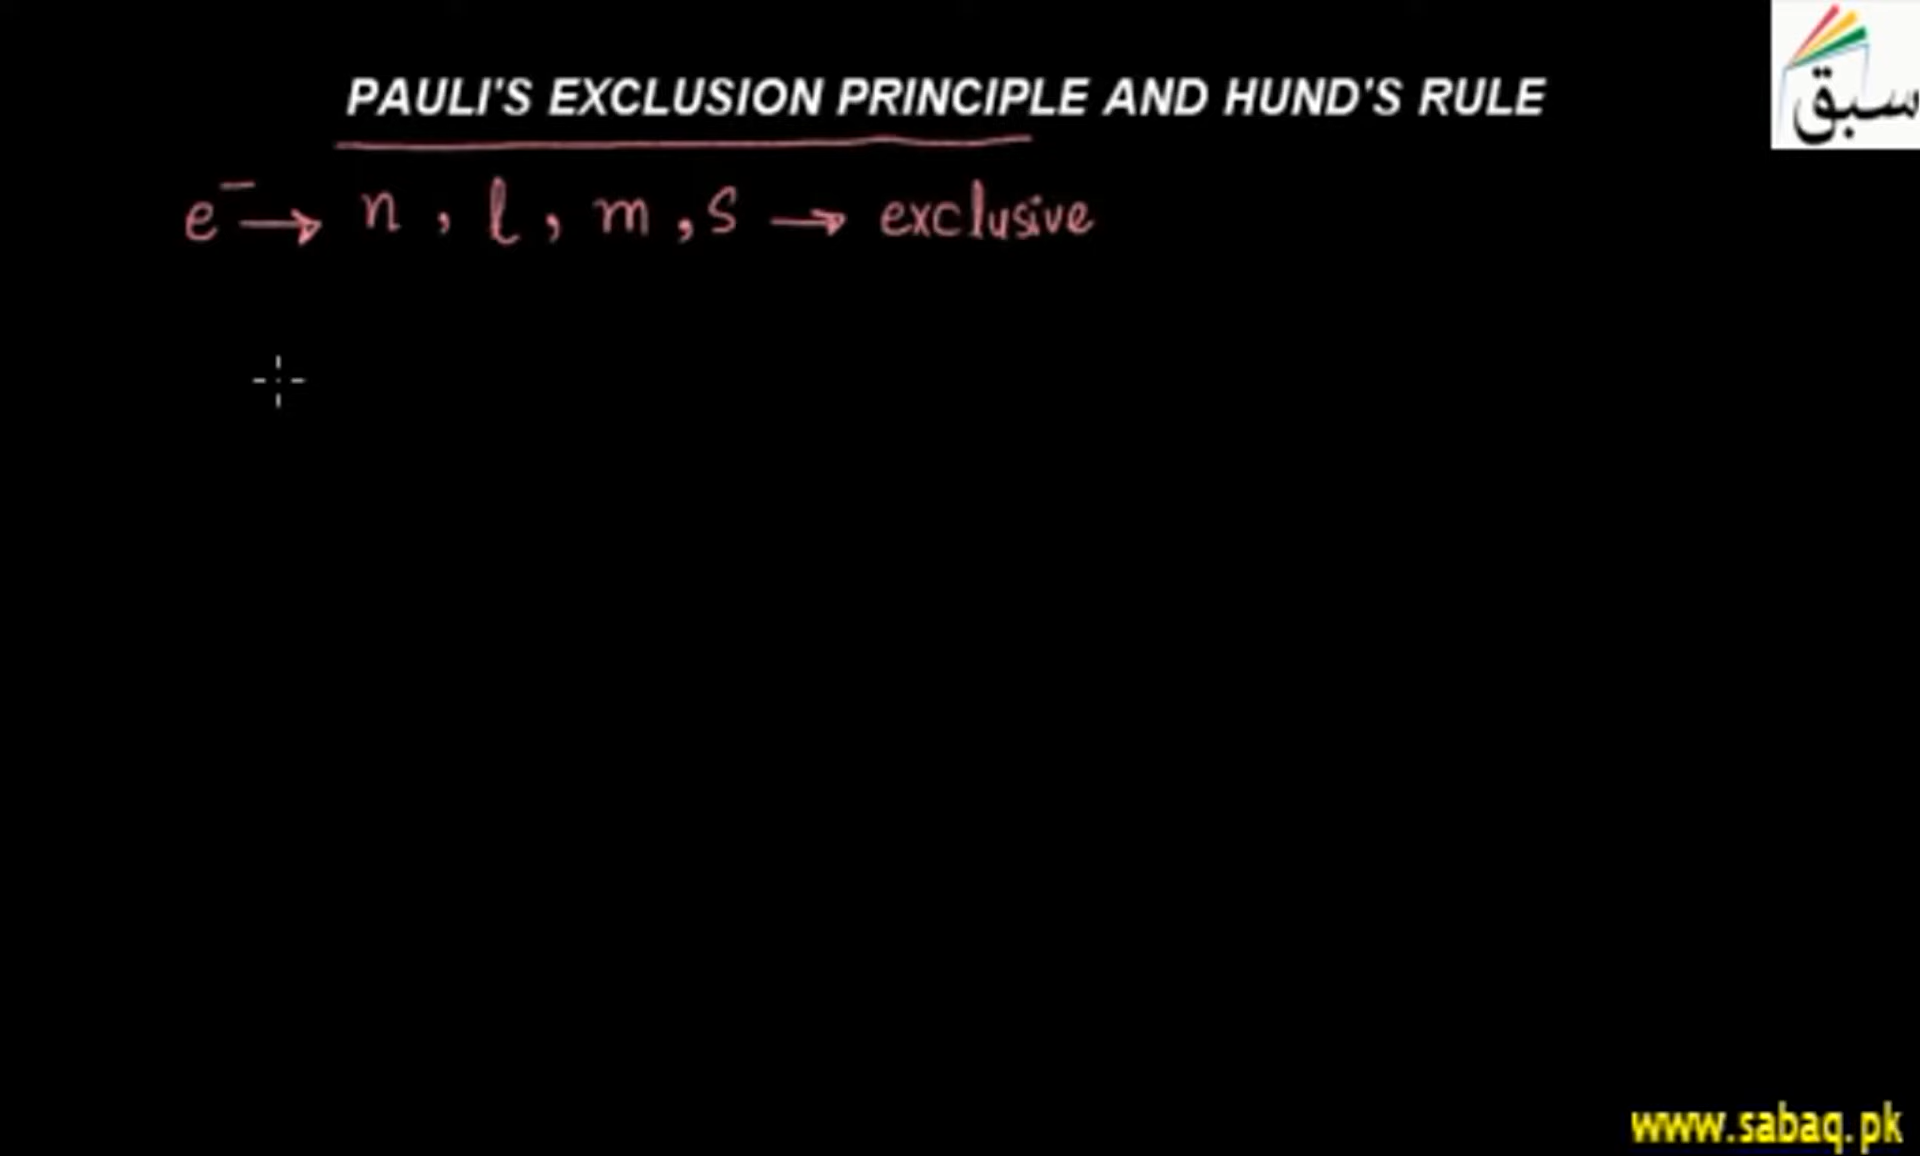 PAULI'S EXCLUSION PRINCIPLE AND HUND'S RULE
سبق
e⁻ → n , l , m , s → exclusive
www.sabaq.pk